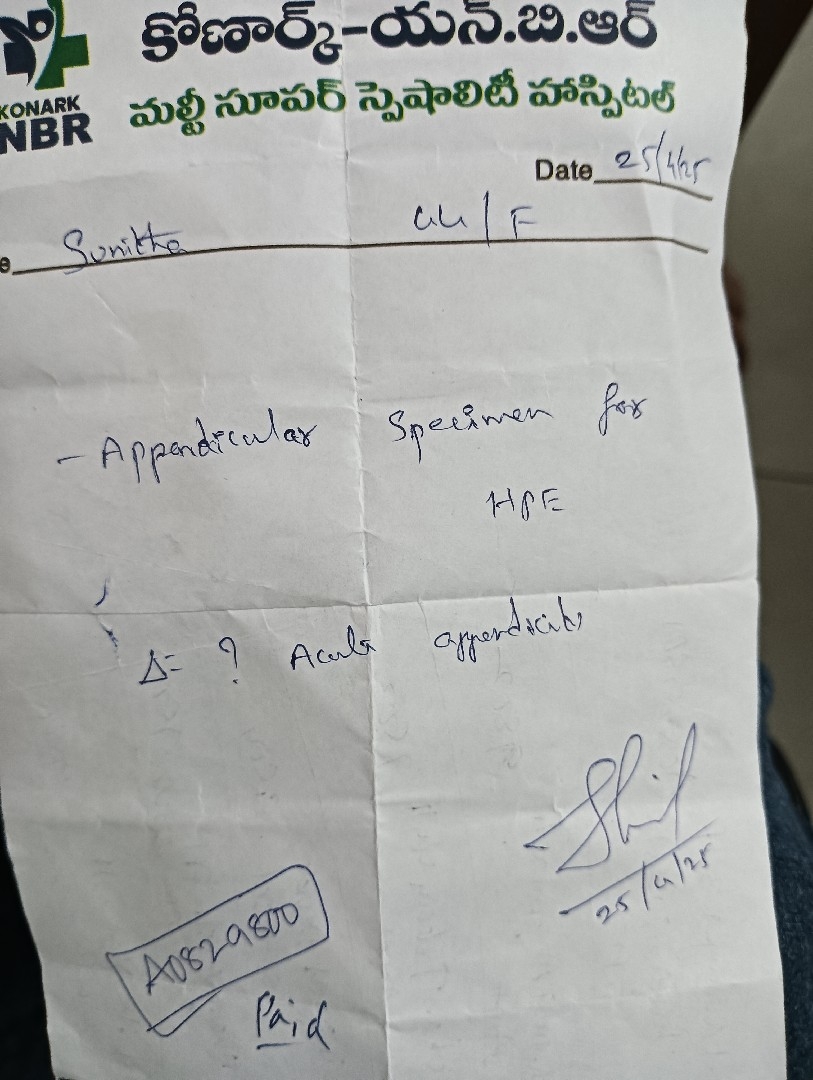 కోణార్క్-యన్.బి.ఆర్
మల్టీ సూపర్ స్పెషాలిటీ హాస్పిటల్
KONARK
NBR
Date 25/4/25
e Sunitha 44/F
- Appendicular Specimen for
HPE
Δ= ? Acute appendicitis
25/4/25
A0829800
Paid